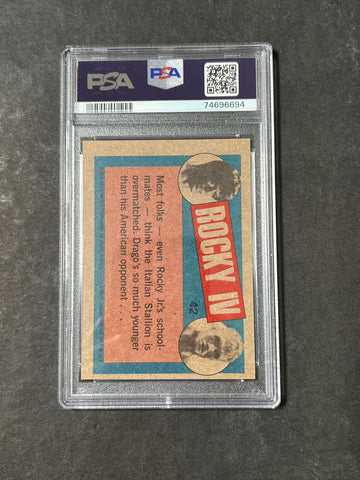 PSA
PSA
74696694
ROCKY IV
42
Most folks — even Rocky Jr.'s school-
mates — think the Italian Stallion is
overmatched. Drago's so much younger
than his American opponent . . .